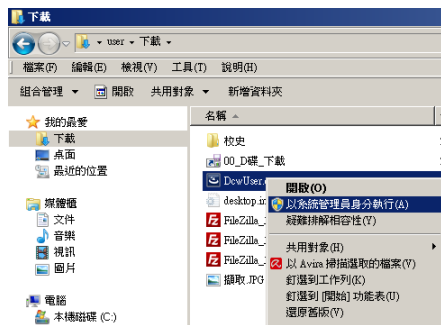 下載
user ▾ 下載 ▾
檔案(F) 編輯(E) 檢視(V) 工具(T) 說明(H)
組合管理 ▾ 開啟 共用對象 ▾ 新增資料夾
我的最愛
下載
桌面
最近的位置
媒體櫃
文件
音樂
視訊
圖片
電腦
本機磁碟 (C:)
名稱
校史
00_D碟_下載
DcwUser.
desktop.in
FileZilla_
FileZilla_
FileZilla_
擷取.JPG
開啟(O)
以系統管理員身分執行(A)
疑難排解相容性(Y)
共用對象(H)
以 Avira 掃描選取的檔案(V)
釘選到工作列(K)
釘選到 [開始] 功能表(U)
還原舊版(V)